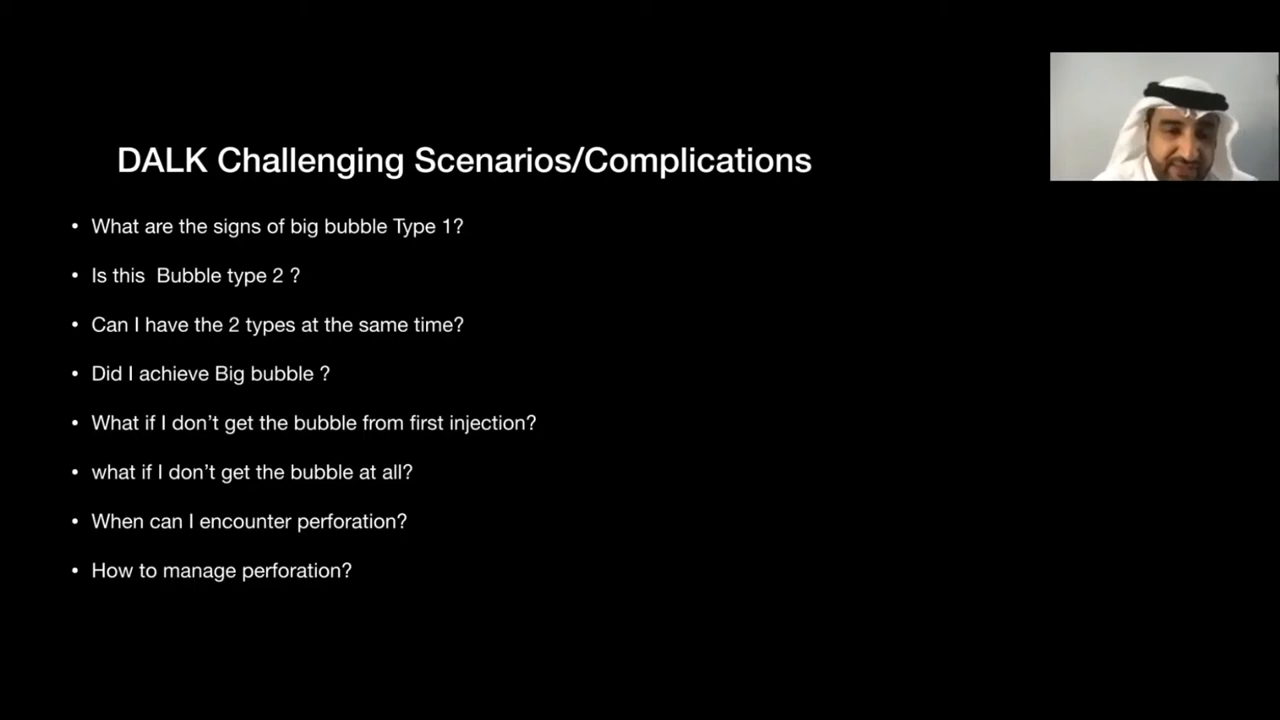 DALK Challenging Scenarios/Complications
• What are the signs of big bubble Type 1?
• Is this  Bubble type 2 ?
• Can I have the 2 types at the same time?
• Did I achieve Big bubble ?
• What if I don’t get the bubble from first injection?
• what if I don’t get the bubble at all?
• When can I encounter perforation?
• How to manage perforation?